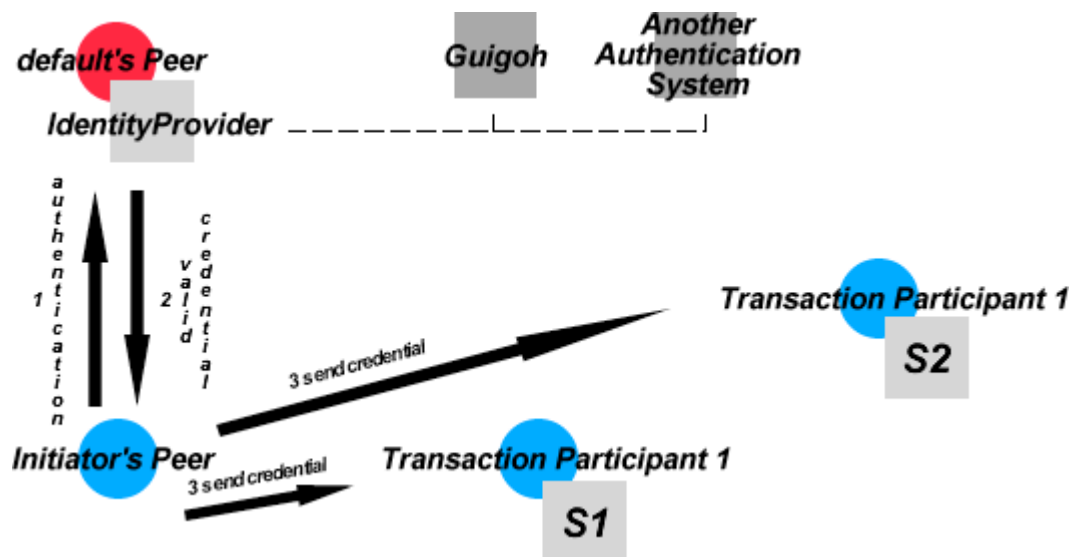 default's Peer
IdentityProvider
Guigoh
Another
Authentication
System
1 authentication
2 valid
credential
3 send credential
3 send credential
Transaction Participant 1
S2
Initiator's Peer
Transaction Participant 1
S1